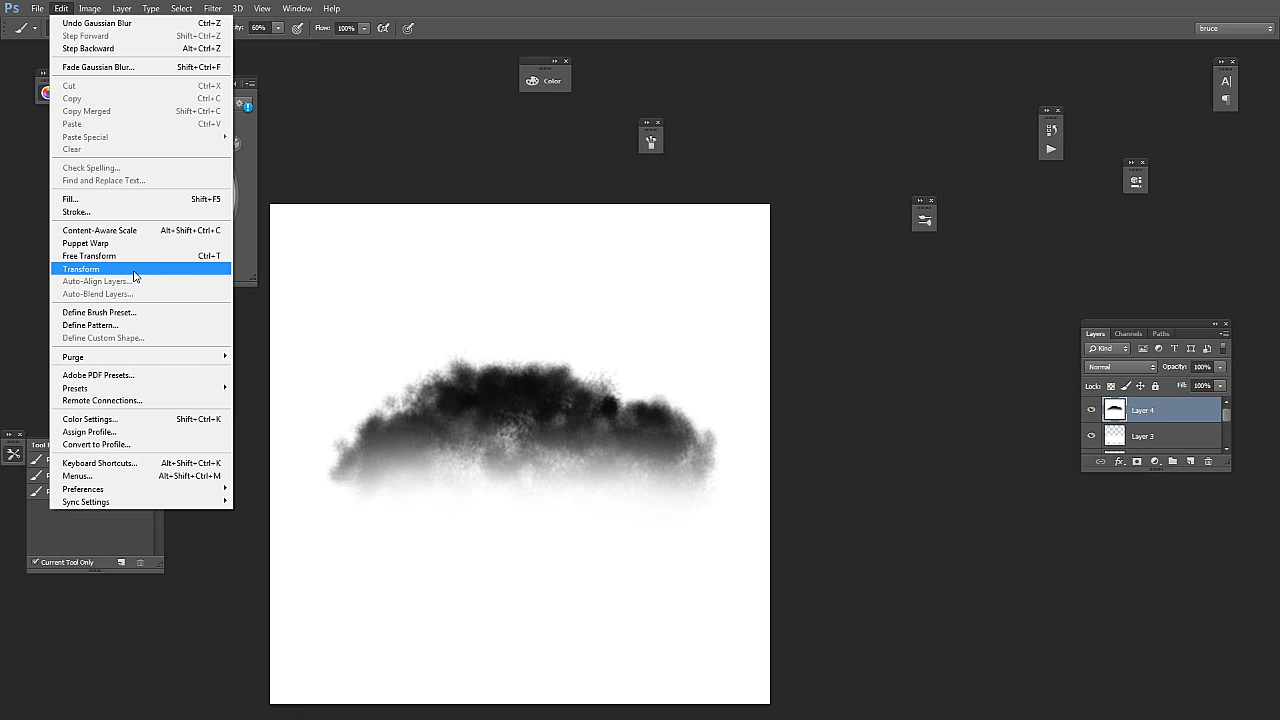 Ps File Edit Image Layer Type Select Filter 3D View Window Help
60% Flow: 100% bruce
Undo Gaussian Blur Ctrl+Z
Step Forward Shift+Ctrl+Z
Step Backward Alt+Ctrl+Z
Fade Gaussian Blur... Shift+Ctrl+F
Cut Ctrl+X
Copy Ctrl+C
Copy Merged Shift+Ctrl+C
Paste Ctrl+V
Paste Special
Clear
Check Spelling...
Find and Replace Text...
Fill... Shift+F5
Stroke...
Content-Aware Scale Alt+Shift+Ctrl+C
Puppet Warp
Free Transform Ctrl+T
Transform
Auto-Align Layers...
Auto-Blend Layers...
Define Brush Preset...
Define Pattern...
Define Custom Shape...
Purge
Adobe PDF Presets...
Presets
Remote Connections...
Color Settings... Shift+Ctrl+K
Assign Profile...
Convert to Profile...
Keyboard Shortcuts... Alt+Shift+Ctrl+K
Menus... Alt+Shift+Ctrl+M
Preferences
Sync Settings
Tool
Current Tool Only
Color
Layers Channels Paths
Kind
Normal Opacity: 100%
Lock: Fill: 100%
Layer 4
Layer 3